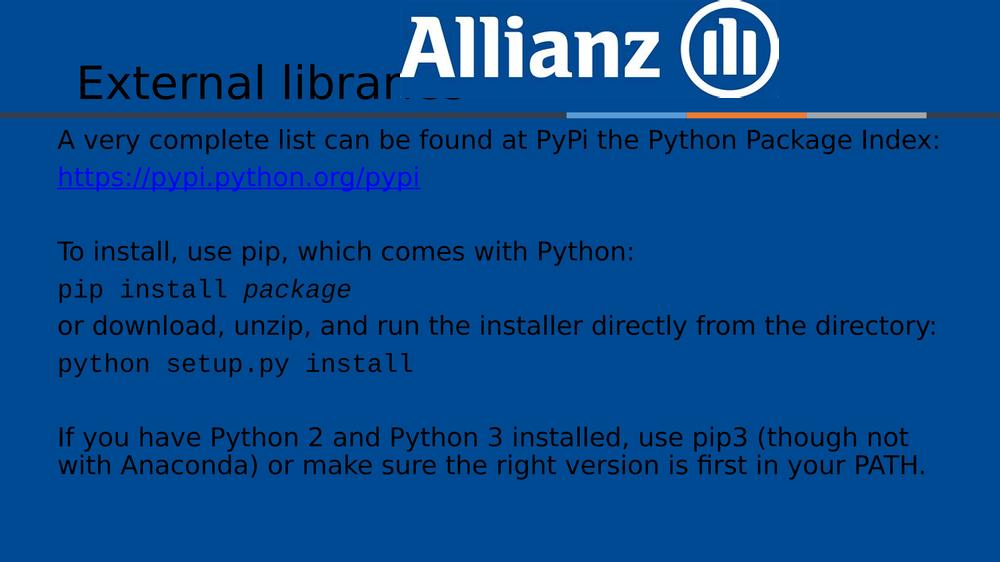 Allianz
External libraries
A very complete list can be found at PyPi the Python Package Index:
https://pypi.python.org/pypi
To install, use pip, which comes with Python:
pip install package
or download, unzip, and run the installer directly from the directory:
python setup.py install
If you have Python 2 and Python 3 installed, use pip3 (though not
with Anaconda) or make sure the right version is first in your PATH.